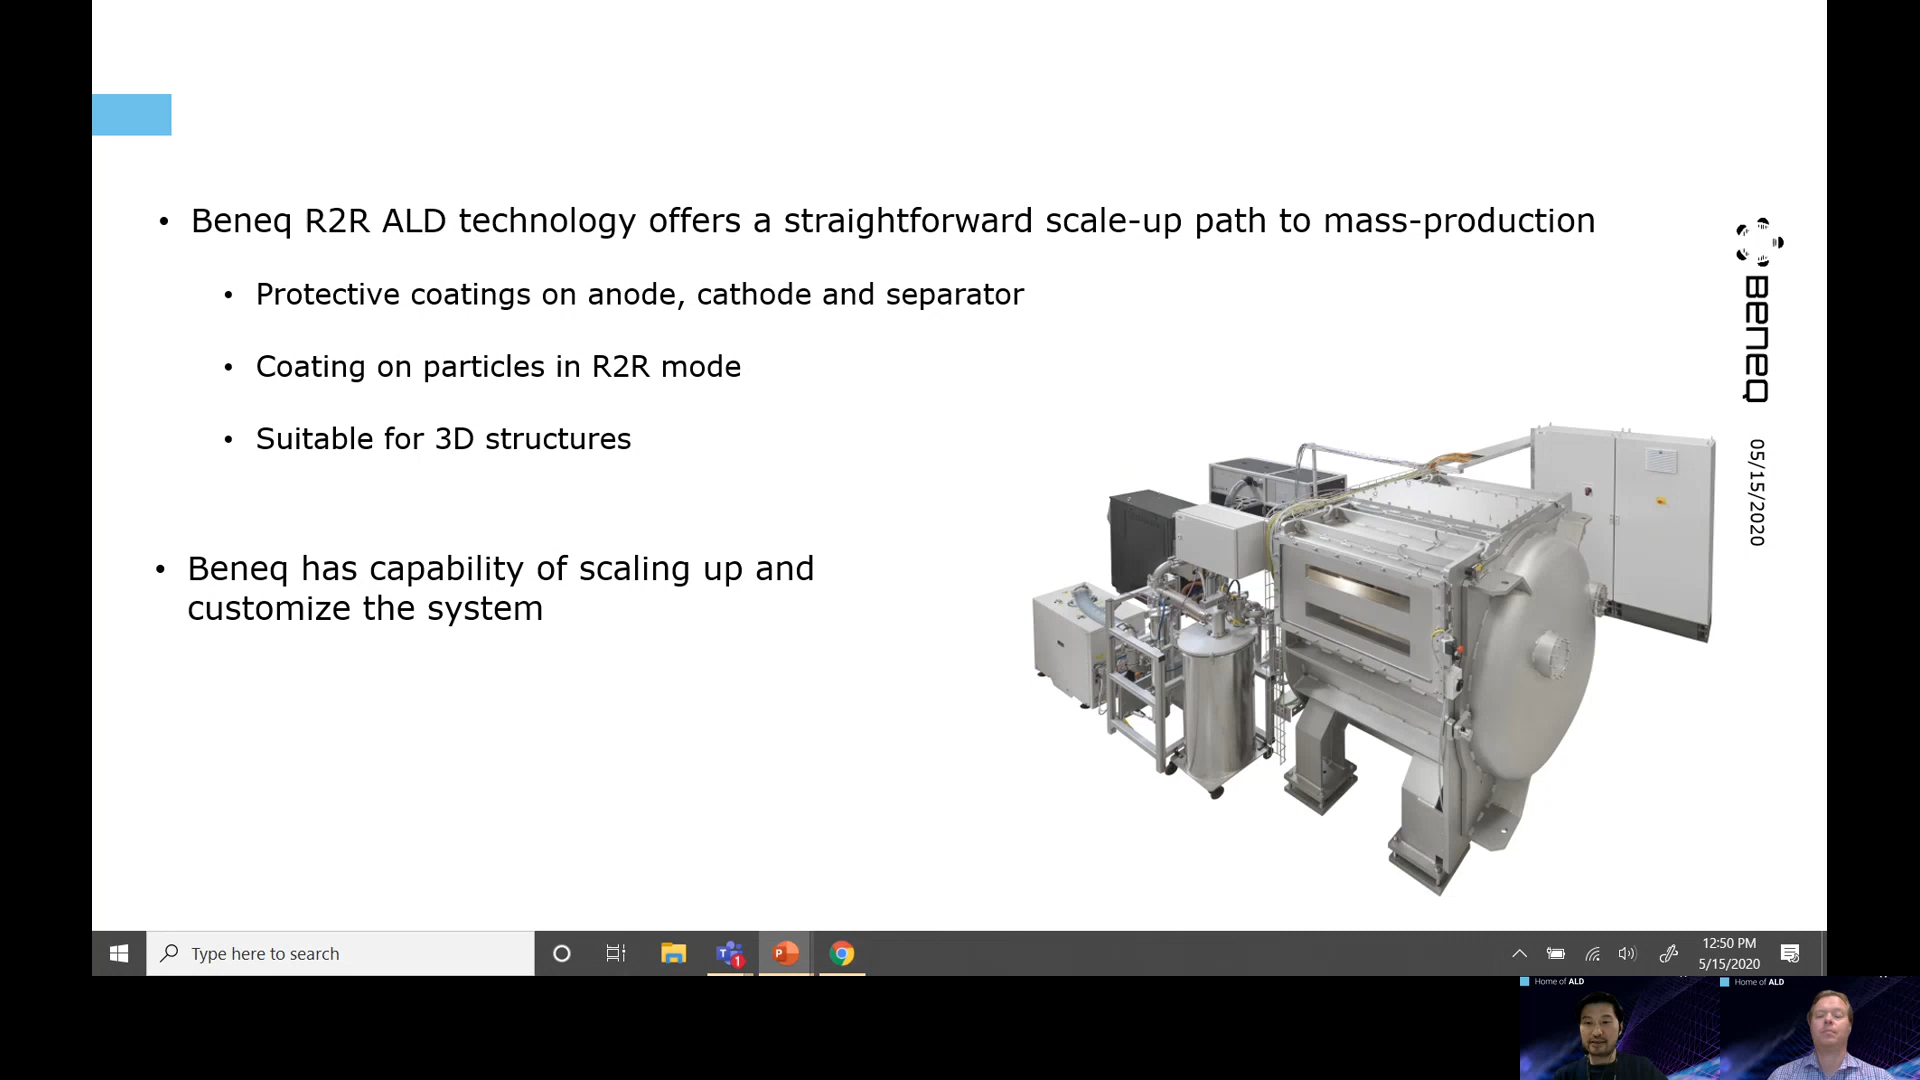 • Beneq R2R ALD technology offers a straightforward scale-up path to mass-production
• Protective coatings on anode, cathode and separator
• Coating on particles in R2R mode
• Suitable for 3D structures
• Beneq has capability of scaling up and
customize the system
Beneq
05/15/2020
Type here to search
T
1
P
12:50 PM
5/15/2020
Home of ALD
Home of ALD